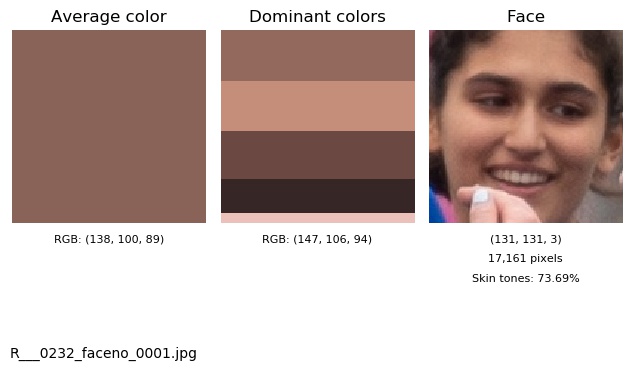 Average color
Dominant colors
Face
RGB: (138, 100, 89)
RGB: (147, 106, 94)
(131, 131, 3)
17,161 pixels
Skin tones: 73.69%
R___0232_faceno_0001.jpg